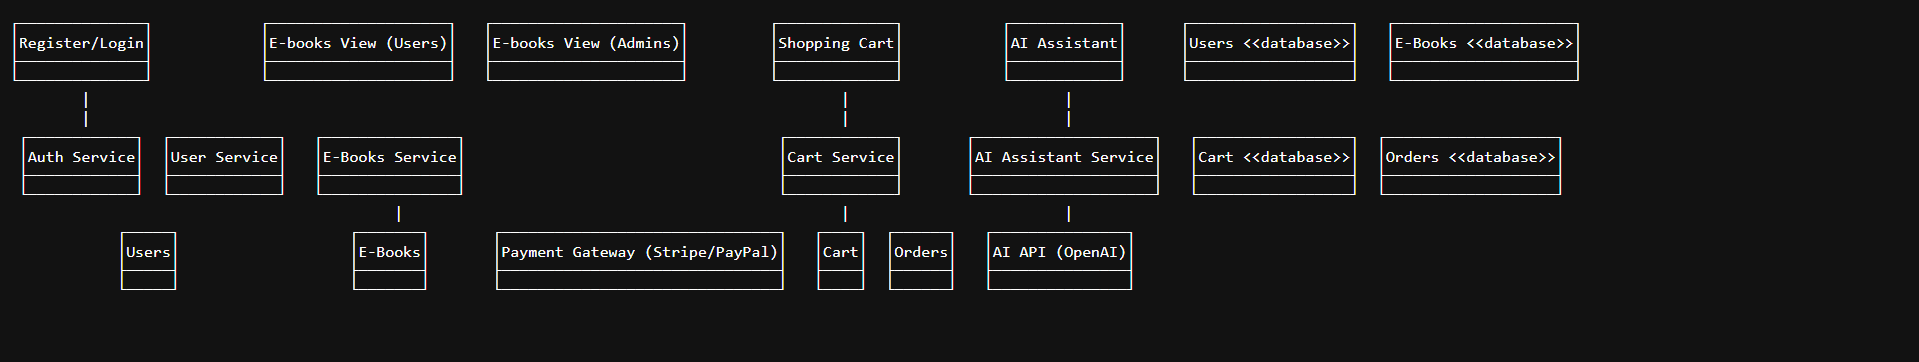 Register/Login E-books View (Users) E-books View (Admins) Shopping Cart AI Assistant Users <<database>> E-Books <<database>>
Auth Service User Service E-Books Service Cart Service AI Assistant Service Cart <<database>> Orders <<database>>
Users E-Books Payment Gateway (Stripe/PayPal) Cart Orders AI API (OpenAI)